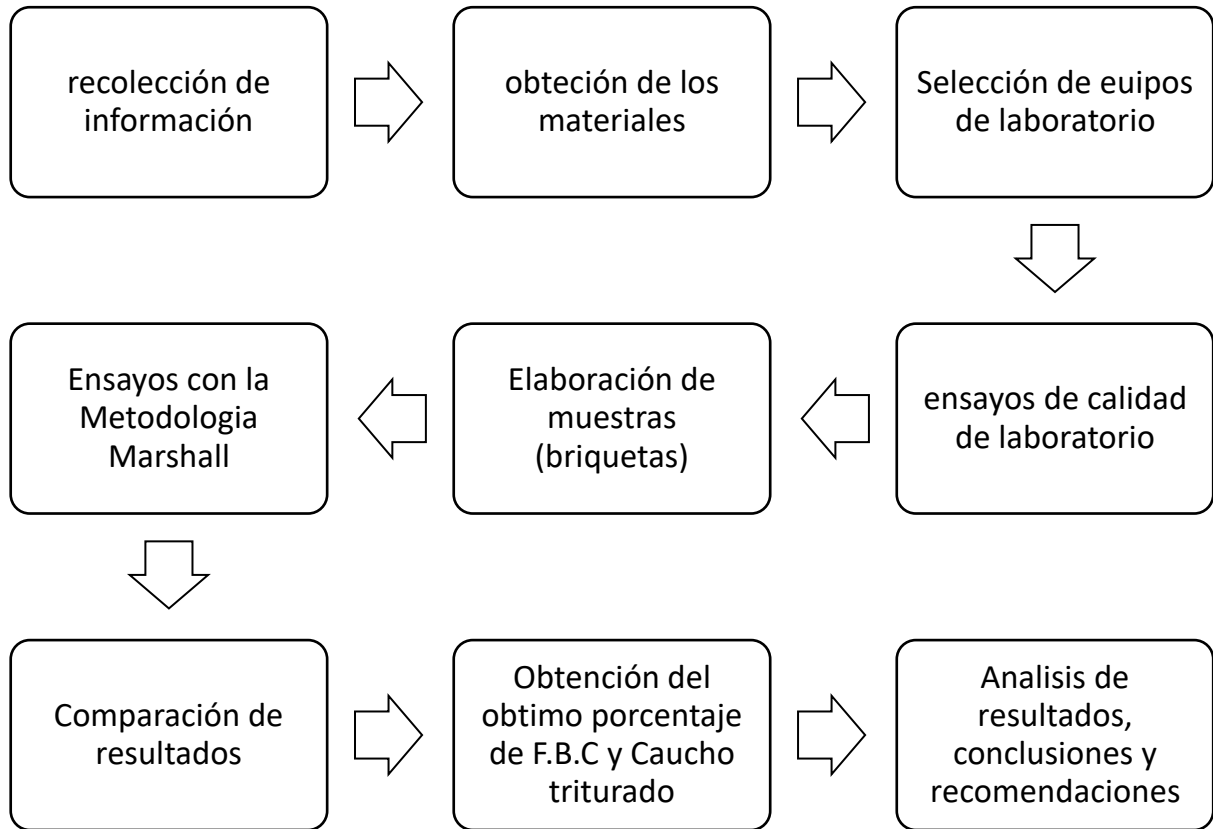 recolección de
información
obteción de los
materiales
Selección de euipos
de laboratorio
ensayos de calidad
de laboratorio
Elaboración de
muestras
(briquetas)
Ensayos con la
Metodologia
Marshall
Comparación de
resultados
Obtención del
obtimo porcentaje
de F.B.C y Caucho
triturado
Analisis de
resultados,
conclusiones y
recomendaciones